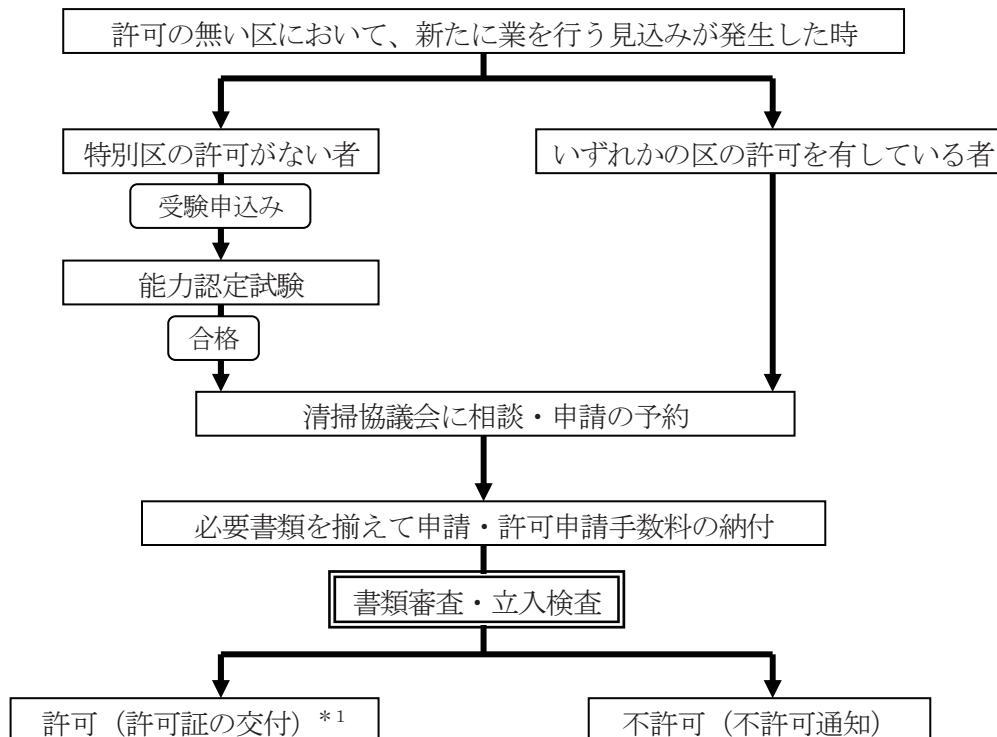 許可の無い区において、新たに業を行う見込みが発生した時
特別区の許可がない者
いずれかの区の許可を有している者
受験申込み
能力認定試験
合格
清掃協議会に相談・申請の予約
必要書類を揃えて申請・許可申請手数料の納付
書類審査・立入検査
許可（許可証の交付）＊1
不許可（不許可通知）